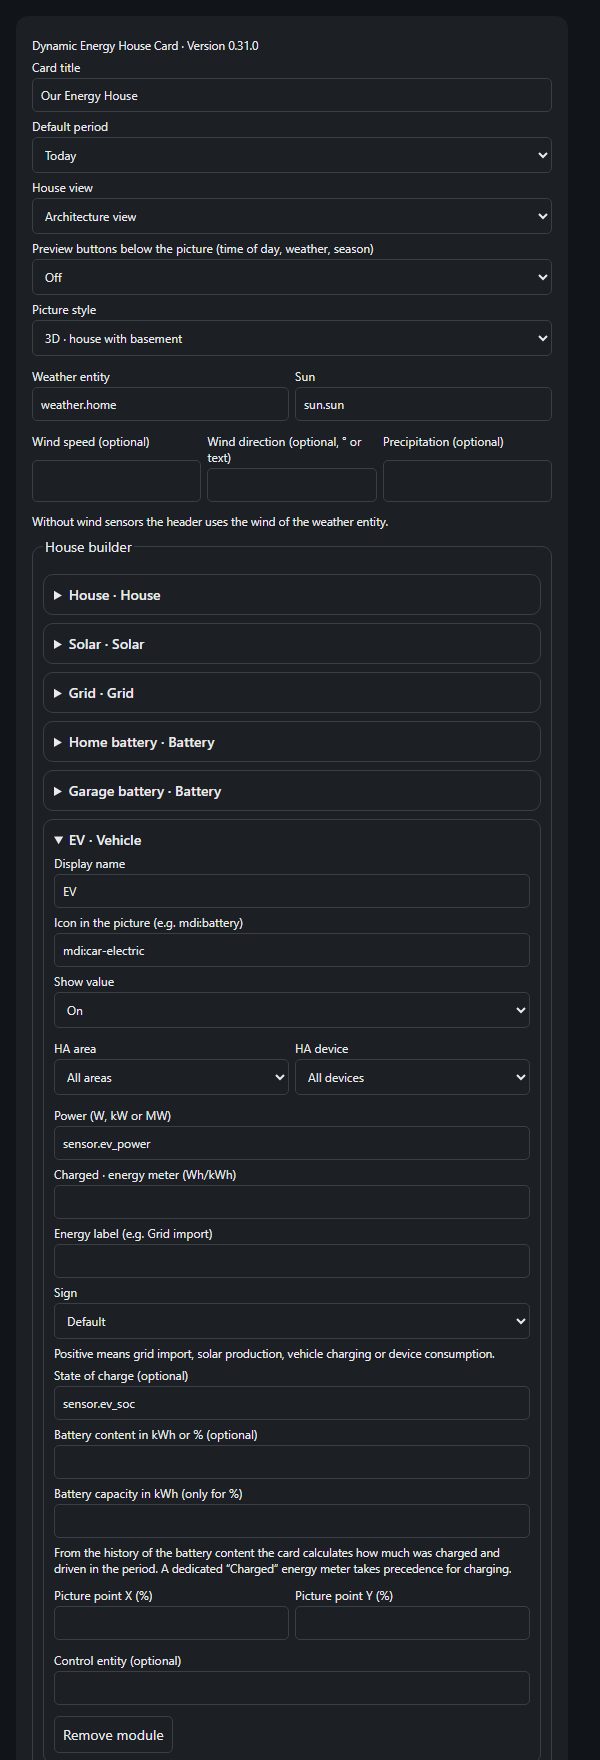 Dynamic Energy House Card · Version 0.31.0
Card title
Our Energy House
Default period
Today
House view
Architecture view
Preview buttons below the picture (time of day, weather, season)
Off
Picture style
3D · house with basement
Weather entity
Sun
weather.home
sun.sun
Wind speed (optional)
Wind direction (optional, ° or
text)
Precipitation (optional)
Without wind sensors the header uses the wind of the weather entity.
House builder
House · House
Solar · Solar
Grid · Grid
Home battery · Battery
Garage battery · Battery
EV · Vehicle
Display name
EV
Icon in the picture (e.g. mdi:battery)
mdi:car-electric
Show value
On
HA area
HA device
All areas
All devices
Power (W, kW or MW)
sensor.ev_power
Charged · energy meter (Wh/kWh)
Energy label (e.g. Grid import)
Sign
Default
Positive means grid import, solar production, vehicle charging or device consumption.
State of charge (optional)
sensor.ev_soc
Battery content in kWh or % (optional)
Battery capacity in kWh (only for %)
From the history of the battery content the card calculates how much was charged and
driven in the period. A dedicated “Charged” energy meter takes precedence for charging.
Picture point X (%)
Picture point Y (%)
Control entity (optional)
Remove module